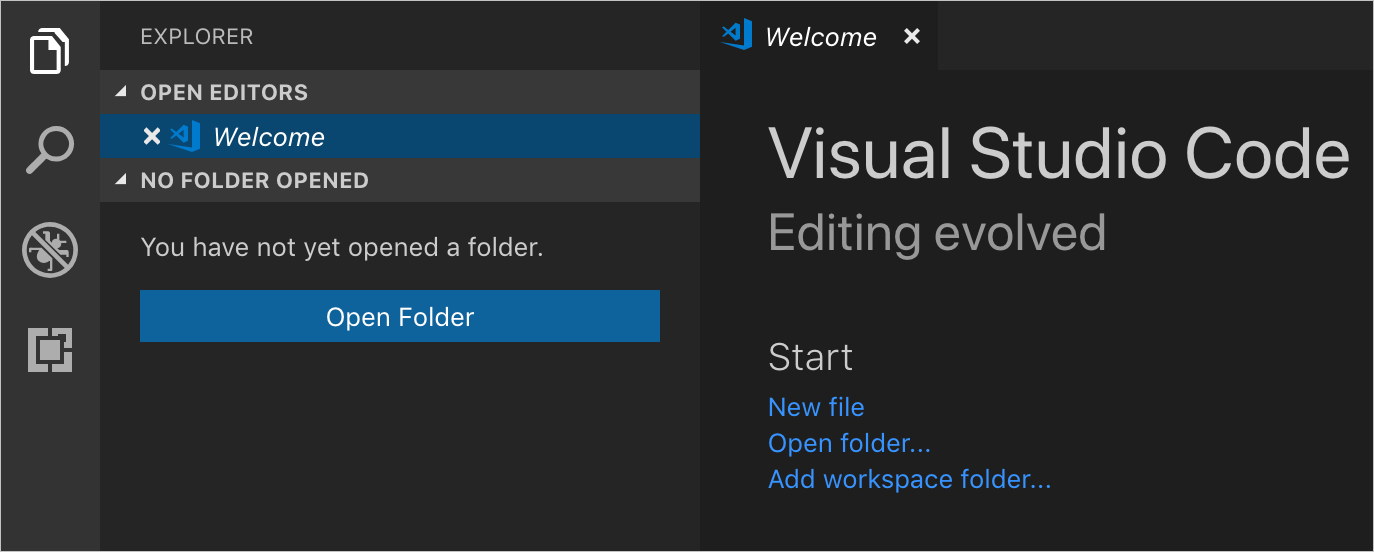 EXPLORER
OPEN EDITORS
Welcome
NO FOLDER OPENED
You have not yet opened a folder.
Open Folder
Welcome
Visual Studio Code
Editing evolved
Start
New file
Open folder...
Add workspace folder...